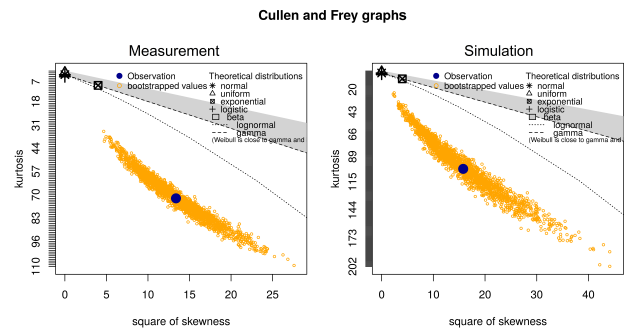 Cullen and Frey graphs
Measurement
Observation
bootstrapped values
Theoretical distributions
normal
uniform
exponential
logistic
beta
lognormal
gamma
(Weibull is close to gamma and
kurtosis
7
18
31
44
57
70
83
96
110
0
5
10
15
20
25
square of skewness
Simulation
Observation
bootstrapped values
Theoretical distributions
normal
uniform
exponential
logistic
beta
lognormal
gamma
(Weibull is close to gamma and
kurtosis
20
43
66
89
115
144
173
202
0
10
20
30
40
square of skewness